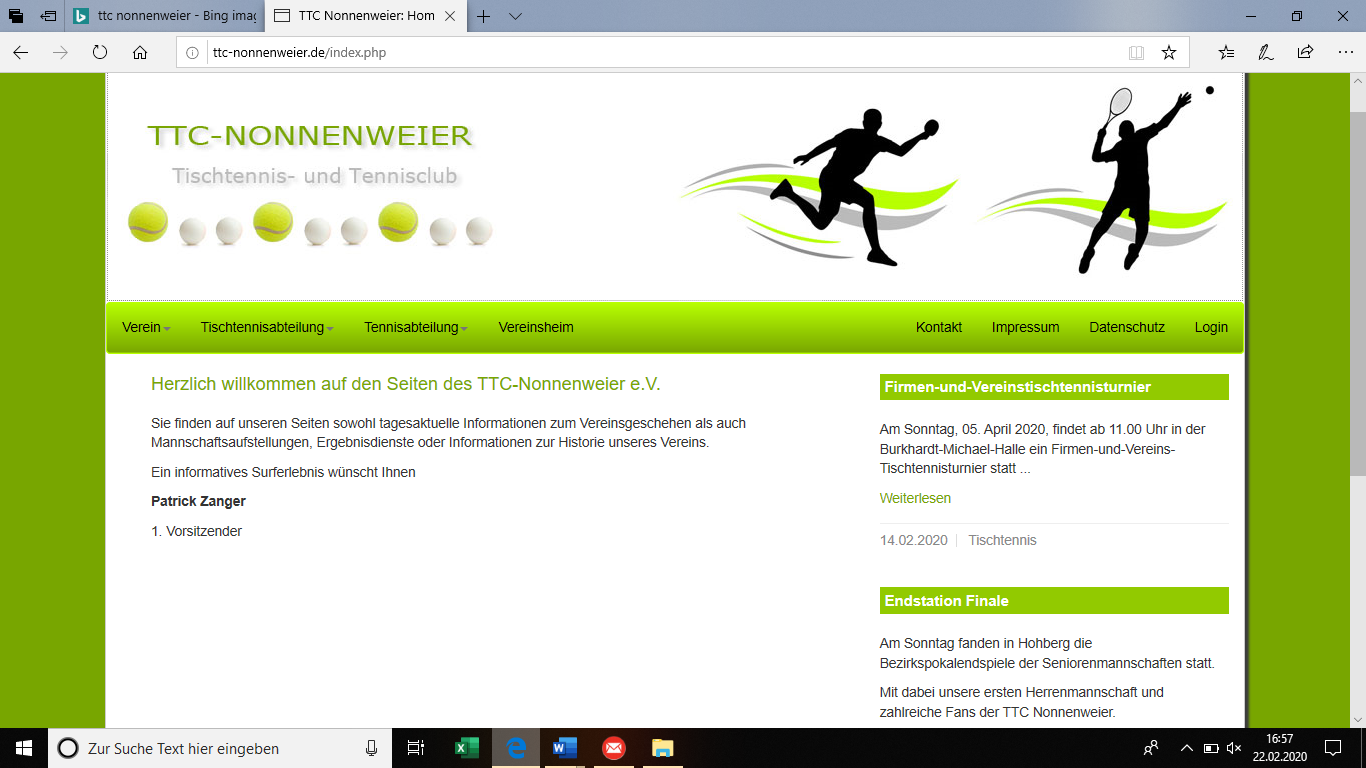 ttc nonnenweier - Bing imag
TTC Nonnenweier: Hom
ttc-nonnenweier.de/index.php
TTC-NONNENWEIER
Tischtennis- und Tennisclub
Verein Tischtennisabteilung Tennisabteilung Vereinsheim Kontakt Impressum Datenschutz Login
Herzlich willkommen auf den Seiten des TTC-Nonnenweier e.V.
Sie finden auf unseren Seiten sowohl tagesaktuelle Informationen zum Vereinsgeschehen als auch
Mannschaftsaufstellungen, Ergebnisdienste oder Informationen zur Historie unseres Vereins.
Ein informatives Surferlebnis wünscht Ihnen
Patrick Zanger
1. Vorsitzender
Firmen-und-Vereinstischtennisturnier
Am Sonntag, 05. April 2020, findet ab 11.00 Uhr in der
Burkhardt-Michael-Halle ein Firmen-und-Vereins-
Tischtennisturnier statt ...
Weiterlesen
14.02.2020 Tischtennis
Endstation Finale
Am Sonntag fanden in Hohberg die
Bezirkspokalendspiele der Seniorenmannschaften statt.
Mit dabei unsere ersten Herrenmannschaft und
zahlreiche Fans der TTC Nonnenweier.
Zur Suche Text hier eingeben
16:57
22.02.2020